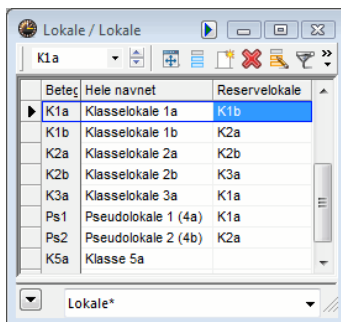 Lokale / Lokale
K1a
Beteg Hele navnet Reservelokale
K1a Klasselokale 1a K1b
K1b Klasselokale 1b K2a
K2a Klasselokale 2a K2b
K2b Klasselokale 2b K3a
K3a Klasselokale 3a K1a
Ps1 Pseudolokale 1 (4a) K1a
Ps2 Pseudolokale 2 (4b) K2a
K5a Klasse 5a
Lokale*